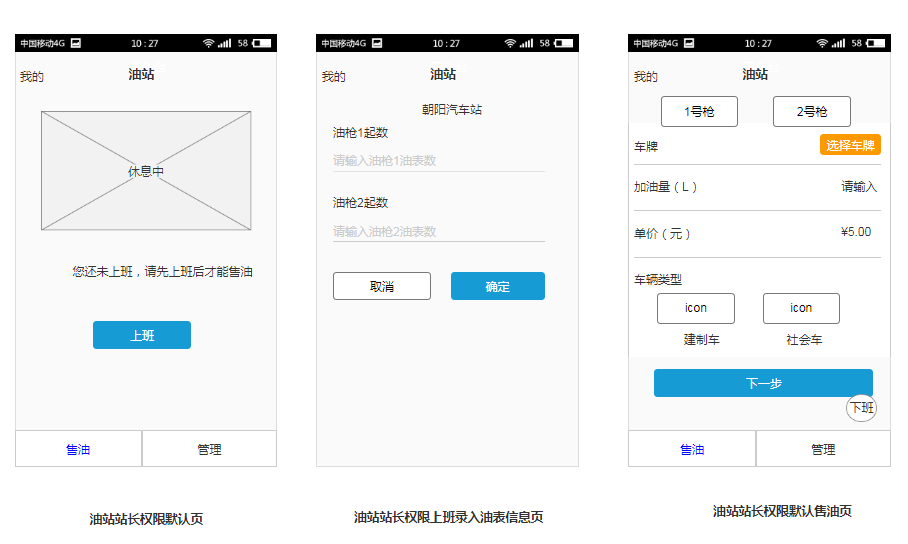 中国移动4G 10 : 27 58
我的 油站
休息中
您还未上班，请先上班后才能售油
上班
售油 管理
油站站长权限默认页
中国移动4G 10 : 27 58
我的 油站
朝阳汽车站
油枪1起数
请输入油枪1油表数
油枪2起数
请输入油枪2油表数
取消 确定
油站站长权限上班录入油表信息页
中国移动4G 10 : 27 58
我的 油站
1号枪 2号枪
车牌 选择车牌
加油量（L） 请输入
单价（元） ¥5.00
车辆类型
icon icon
建制车 社会车
下一步
下班
售油 管理
油站站长权限默认售油页